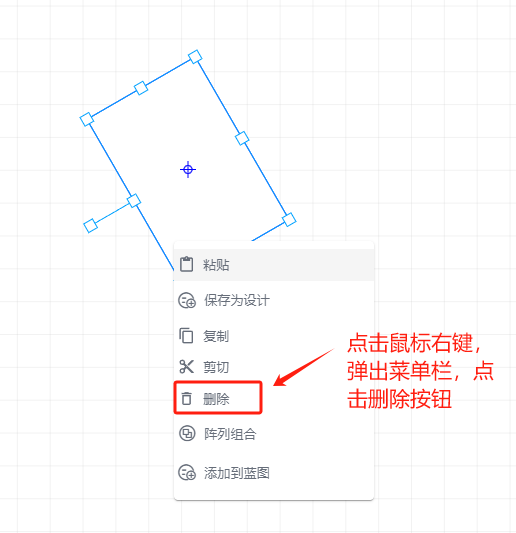 粘贴
保存为设计
复制
剪切
删除
阵列组合
添加到蓝图
点击鼠标右键，
弹出菜单栏，点
击删除按钮